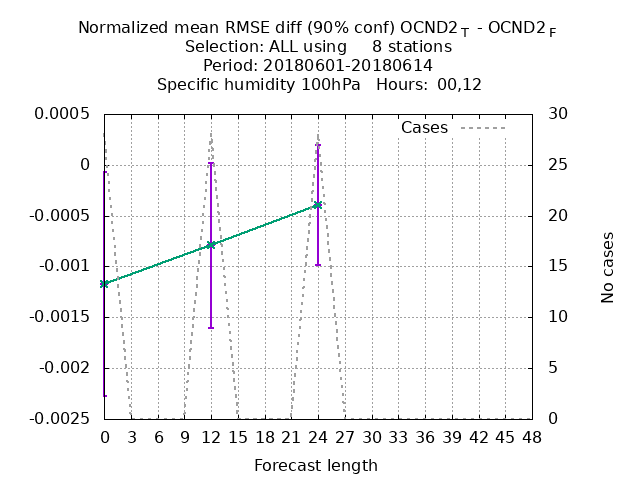 Normalized mean RMSE diff (90% conf) OCND2T - OCND2F
Selection: ALL using 8 stations
Period: 20180601-20180614
Specific humidity 100hPa Hours: 00,12
Cases
0.0005
0
-0.0005
-0.001
-0.0015
-0.002
-0.0025
30
25
20
15
10
5
0
No cases
0 3 6 9 12 15 18 21 24 27 30 33 36 39 42 45 48
Forecast length